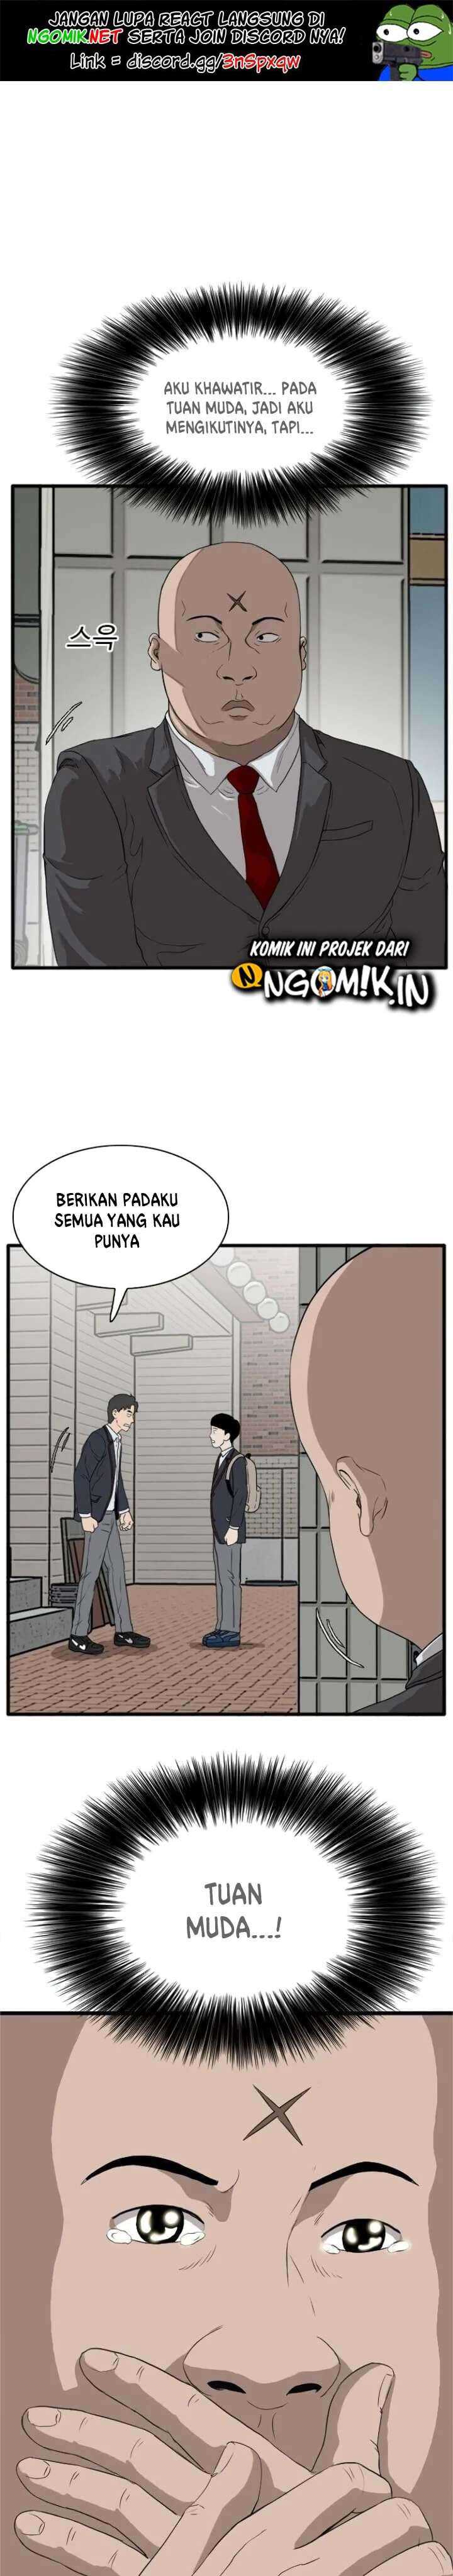 JANGAN LUPA REACT LANGSUNG DI
NGOMIK.NET SERTA JOIN DISCORD NYA!
Link = discord.gg/3nSpxqw
AKU KHAWATIR... PADA
TUAN MUDA, JADI AKU
MENGIKUTINYA, TAPI...
스윽
KOMIK INI PROJEK DARI
N NGOMIK.IN
BERIKAN PADAKU
SEMUA YANG KAU
PUNYA
TUAN
MUDA...!